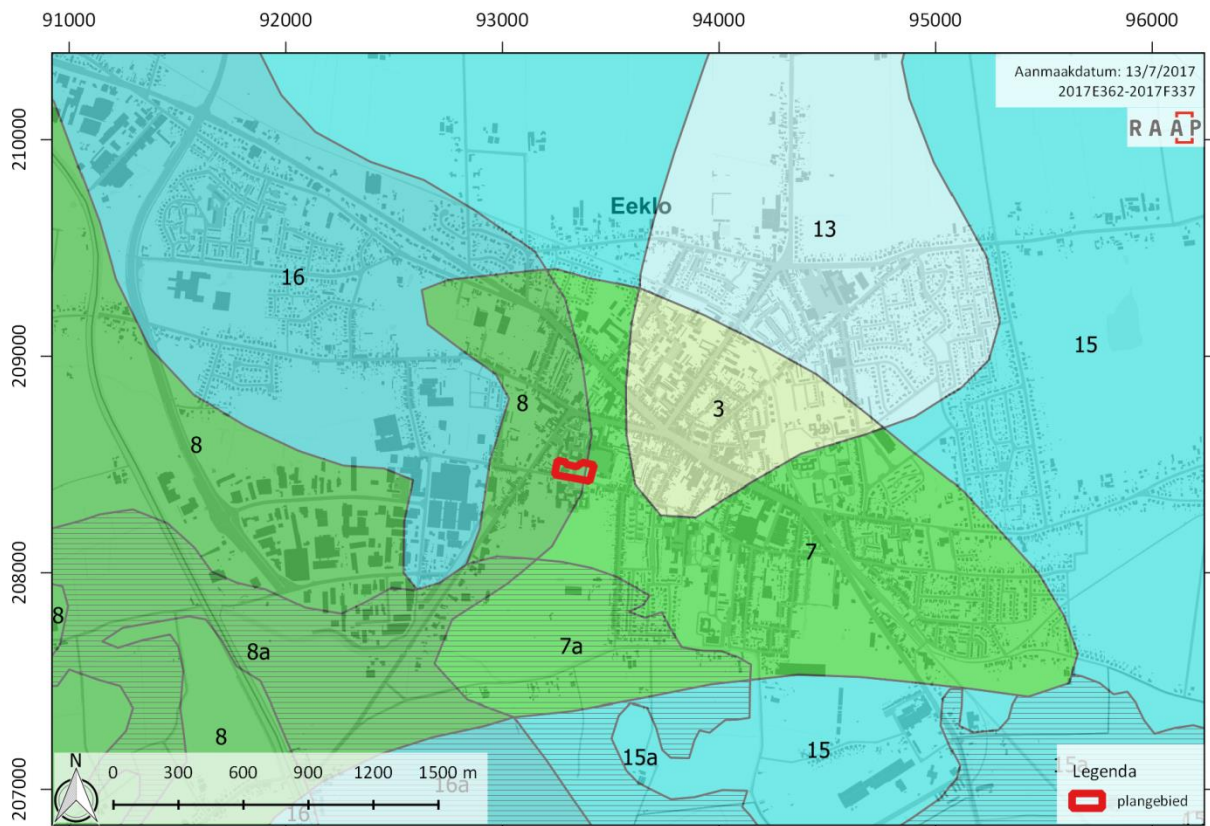 91000 92000 93000 94000 95000 96000
Aanmaakdatum: 13/7/2017
2017E362-2017F337
RAAP
210000
Eeklo
13
16
15
209000
8
3
8
7
208000
8
7a
8a
8
15a
15
N
0 300 600 900 1200 1500 m
16a
16
15a
15
207000
Legenda
plangebied